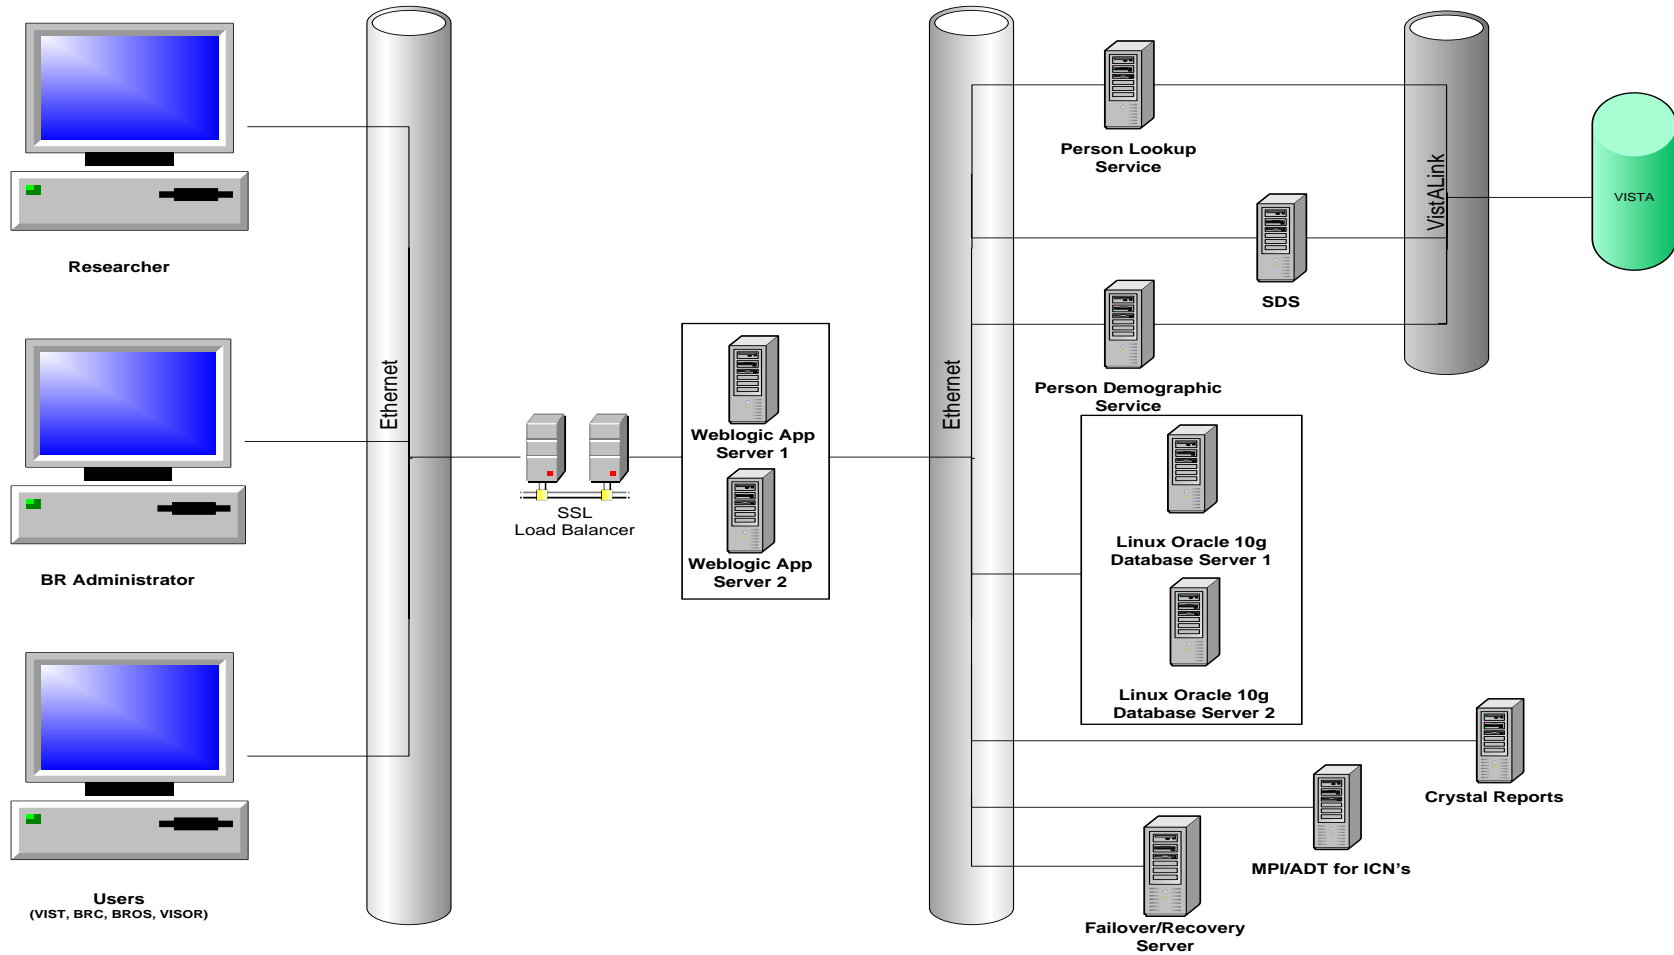 Researcher
BR Administrator
Users
(VIST, BRC, BROS, VISOR)
Ethernet
SSL
Load Balancer
Weblogic App
Server 1
Weblogic App
Server 2
Ethernet
Person Lookup
Service
SDS
Person Demographic
Service
Linux Oracle 10g
Database Server 1
Linux Oracle 10g
Database Server 2
Crystal Reports
MPI/ADT for ICN's
Failover/Recovery
Server
VistALink
VISTA